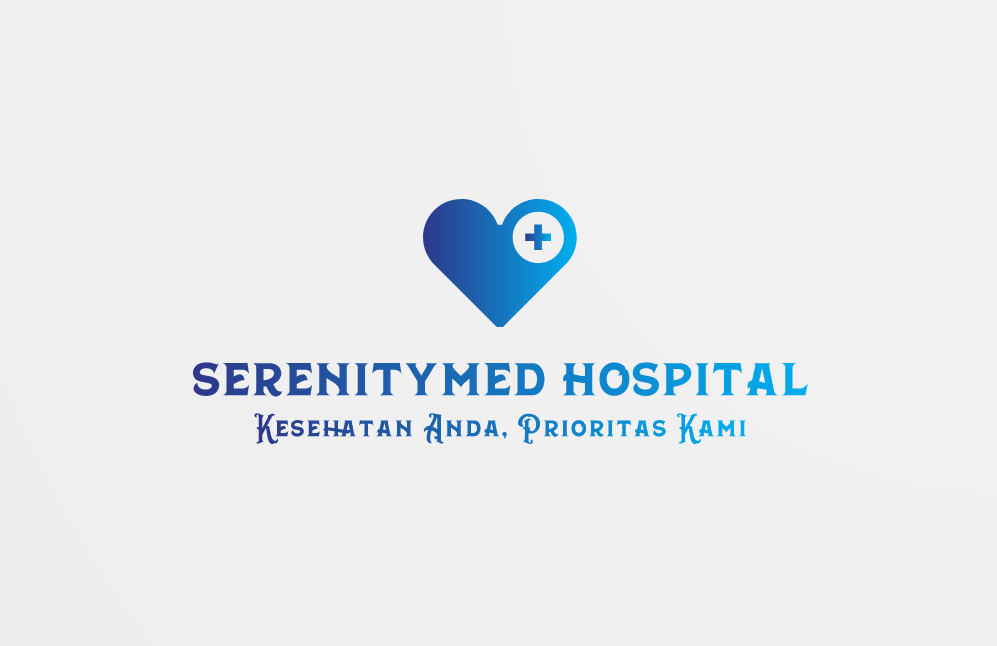 SERENITYMED HOSPITAL
Kesehatan Anda, Prioritas Kami